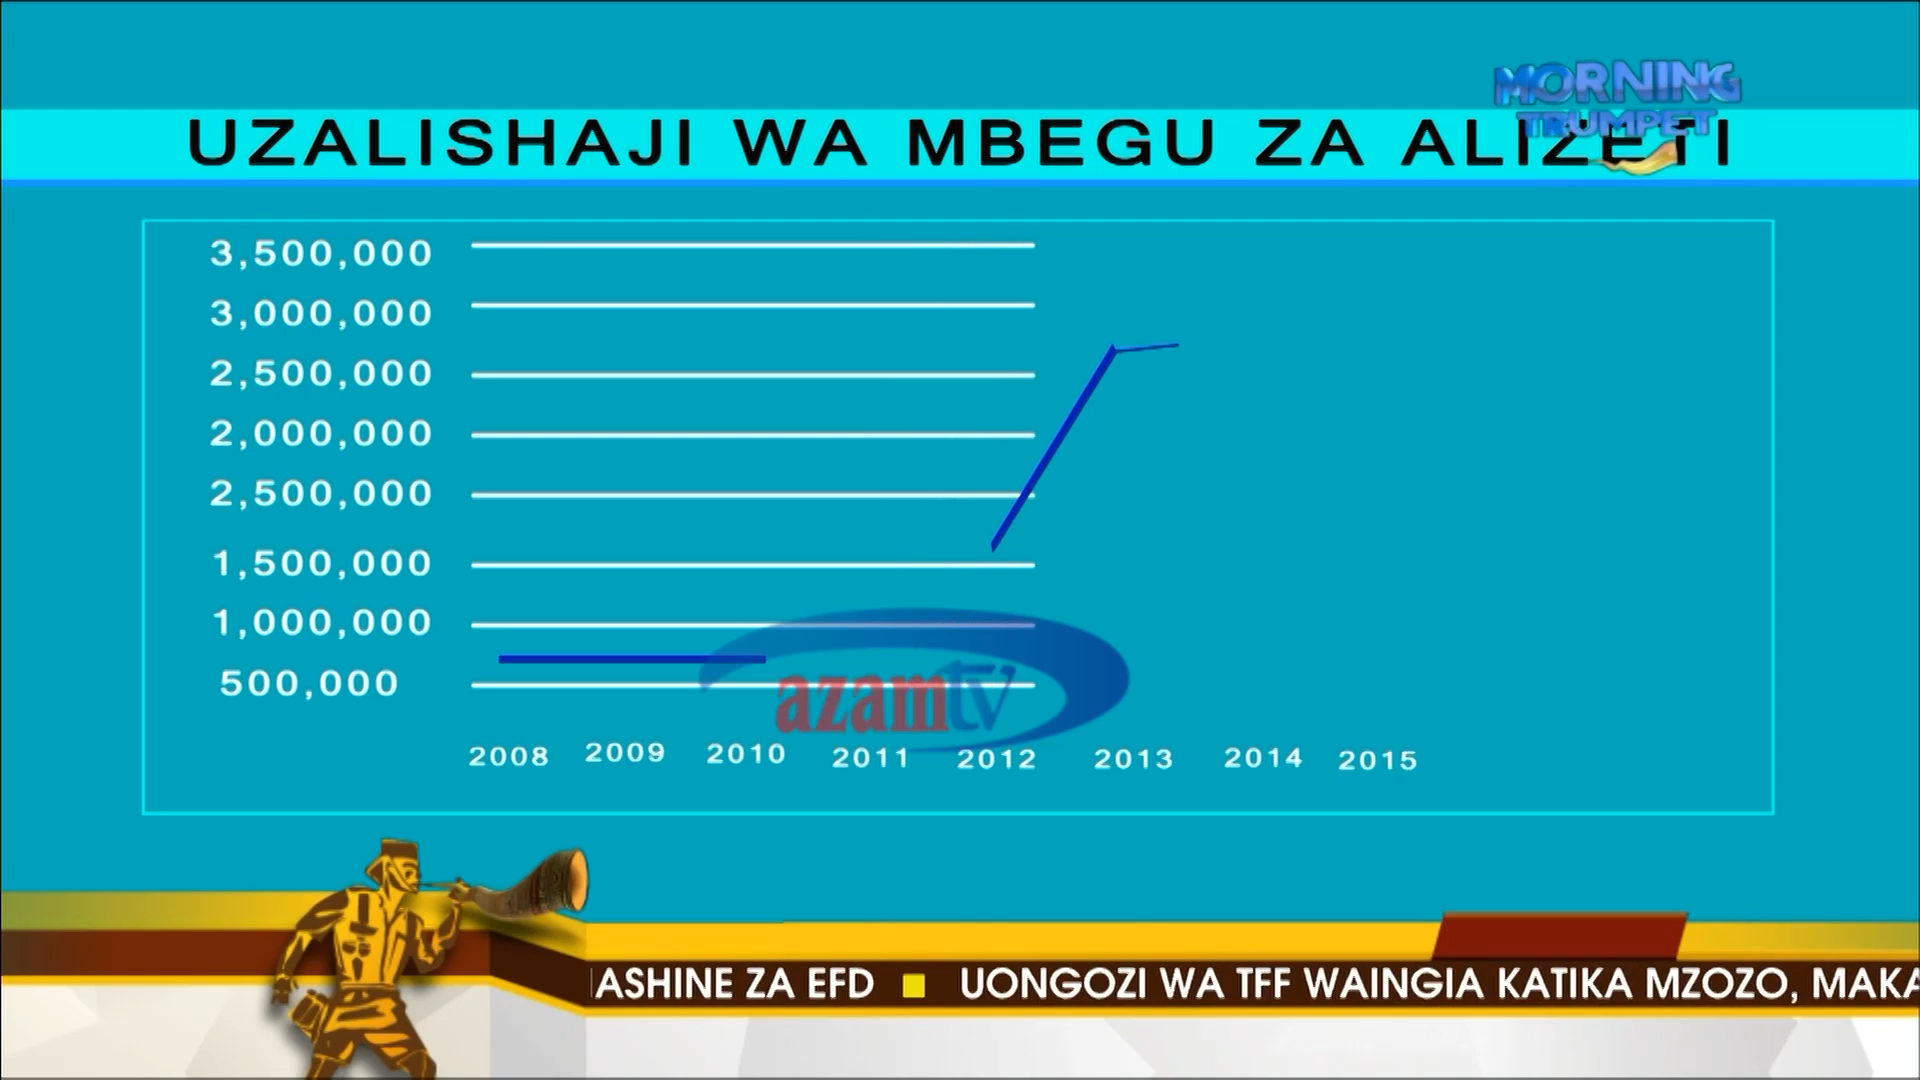 MORNING
TRUMPET
UZALISHAJI WA MBEGU ZA ALIZETI
3,500,000
3,000,000
2,500,000
2,000,000
2,500,000
1,500,000
1,000,000
500,000
azamtv
2008 2009 2010 2011 2012 2013 2014 2015
ASHINE ZA EFD UONGOZI WA TFF WAINGIA KATIKA MZOZO, MAKA